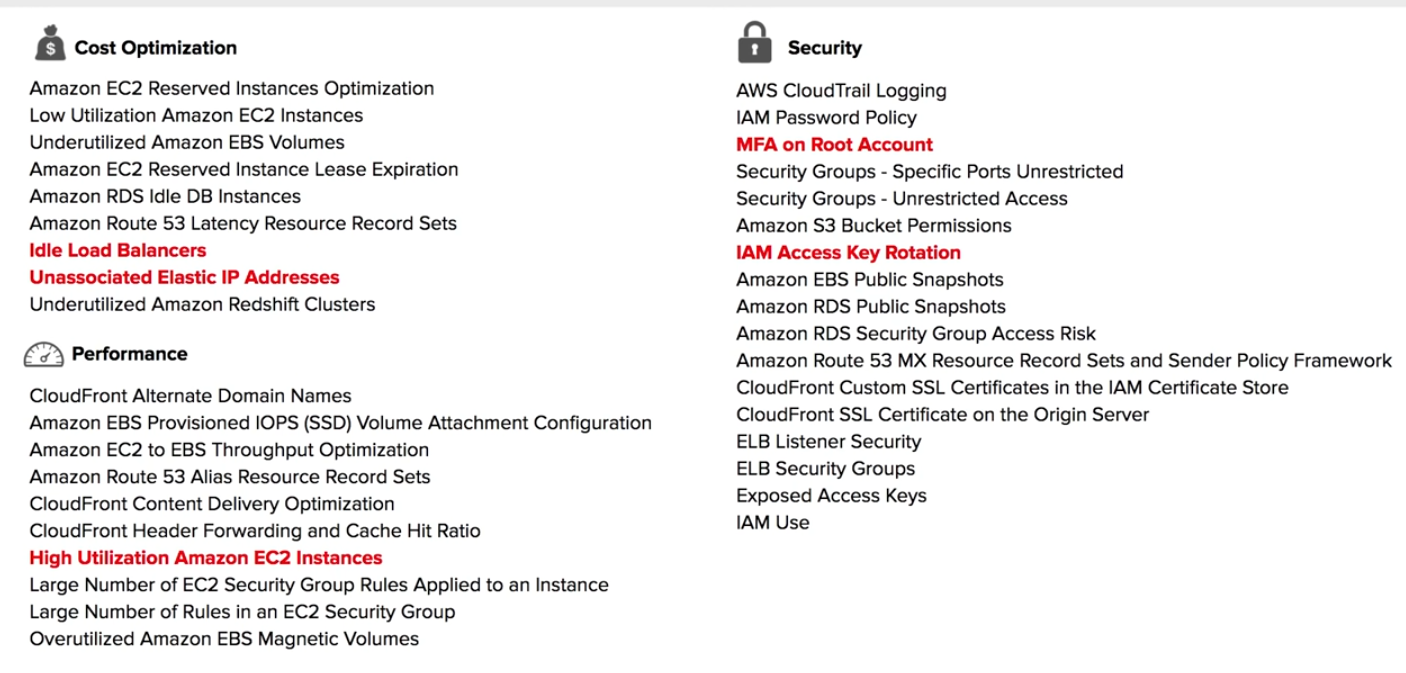 Cost Optimization
Amazon EC2 Reserved Instances Optimization
Low Utilization Amazon EC2 Instances
Underutilized Amazon EBS Volumes
Amazon EC2 Reserved Instance Lease Expiration
Amazon RDS Idle DB Instances
Amazon Route 53 Latency Resource Record Sets
Idle Load Balancers
Unassociated Elastic IP Addresses
Underutilized Amazon Redshift Clusters
Performance
CloudFront Alternate Domain Names
Amazon EBS Provisioned IOPS (SSD) Volume Attachment Configuration
Amazon EC2 to EBS Throughput Optimization
Amazon Route 53 Alias Resource Record Sets
CloudFront Content Delivery Optimization
CloudFront Header Forwarding and Cache Hit Ratio
High Utilization Amazon EC2 Instances
Large Number of EC2 Security Group Rules Applied to an Instance
Large Number of Rules in an EC2 Security Group
Overutilized Amazon EBS Magnetic Volumes
Security
AWS CloudTrail Logging
IAM Password Policy
MFA on Root Account
Security Groups - Specific Ports Unrestricted
Security Groups - Unrestricted Access
Amazon S3 Bucket Permissions
IAM Access Key Rotation
Amazon EBS Public Snapshots
Amazon RDS Public Snapshots
Amazon RDS Security Group Access Risk
Amazon Route 53 MX Resource Record Sets and Sender Policy Framework
CloudFront Custom SSL Certificates in the IAM Certificate Store
CloudFront SSL Certificate on the Origin Server
ELB Listener Security
ELB Security Groups
Exposed Access Keys
IAM Use